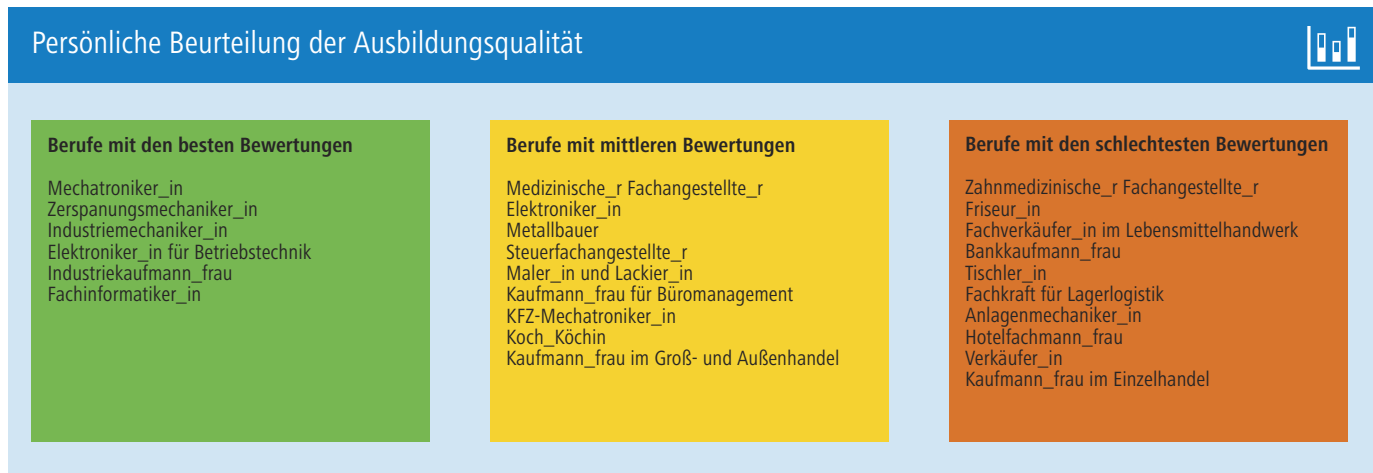 Persönliche Beurteilung der Ausbildungsqualität
Berufe mit den besten Bewertungen
Mechatroniker_in
Zerspanungsmechaniker_in
Industriemechaniker_in
Elektroniker_in für Betriebstechnik
Industriekaufmann_frau
Fachinformatiker_in
Berufe mit mittleren Bewertungen
Medizinische_r Fachangestellte_r
Elektroniker_in
Metallbauer
Steuerfachangestellte_r
Maler_in und Lackier_in
Kaufmann_frau für Büromanagement
KFZ-Mechatroniker_in
Koch_Köchin
Kaufmann_frau im Groß- und Außenhandel
Berufe mit den schlechtesten Bewertungen
Zahnmedizinische_r Fachangestellte_r
Friseur_in
Fachverkäufer_in im Lebensmittelhandwerk
Bankkaufmann_frau
Tischler_in
Fachkraft für Lagerlogistik
Anlagenmechaniker_in
Hotelfachmann_frau
Verkäufer_in
Kaufmann_frau im Einzelhandel